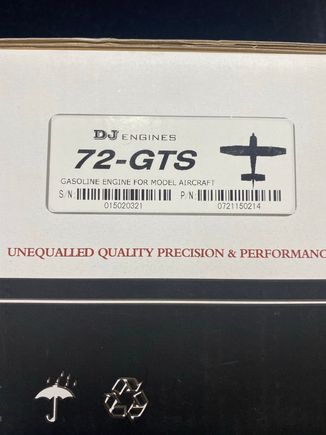 DJ ENGINES
72-GTS
GASOLINE ENGINE FOR MODEL AIRCRAFT
S/N: P/N:
015020321 0721150214
UNEQUALLED QUALITY PRECISION & PERFORMANC